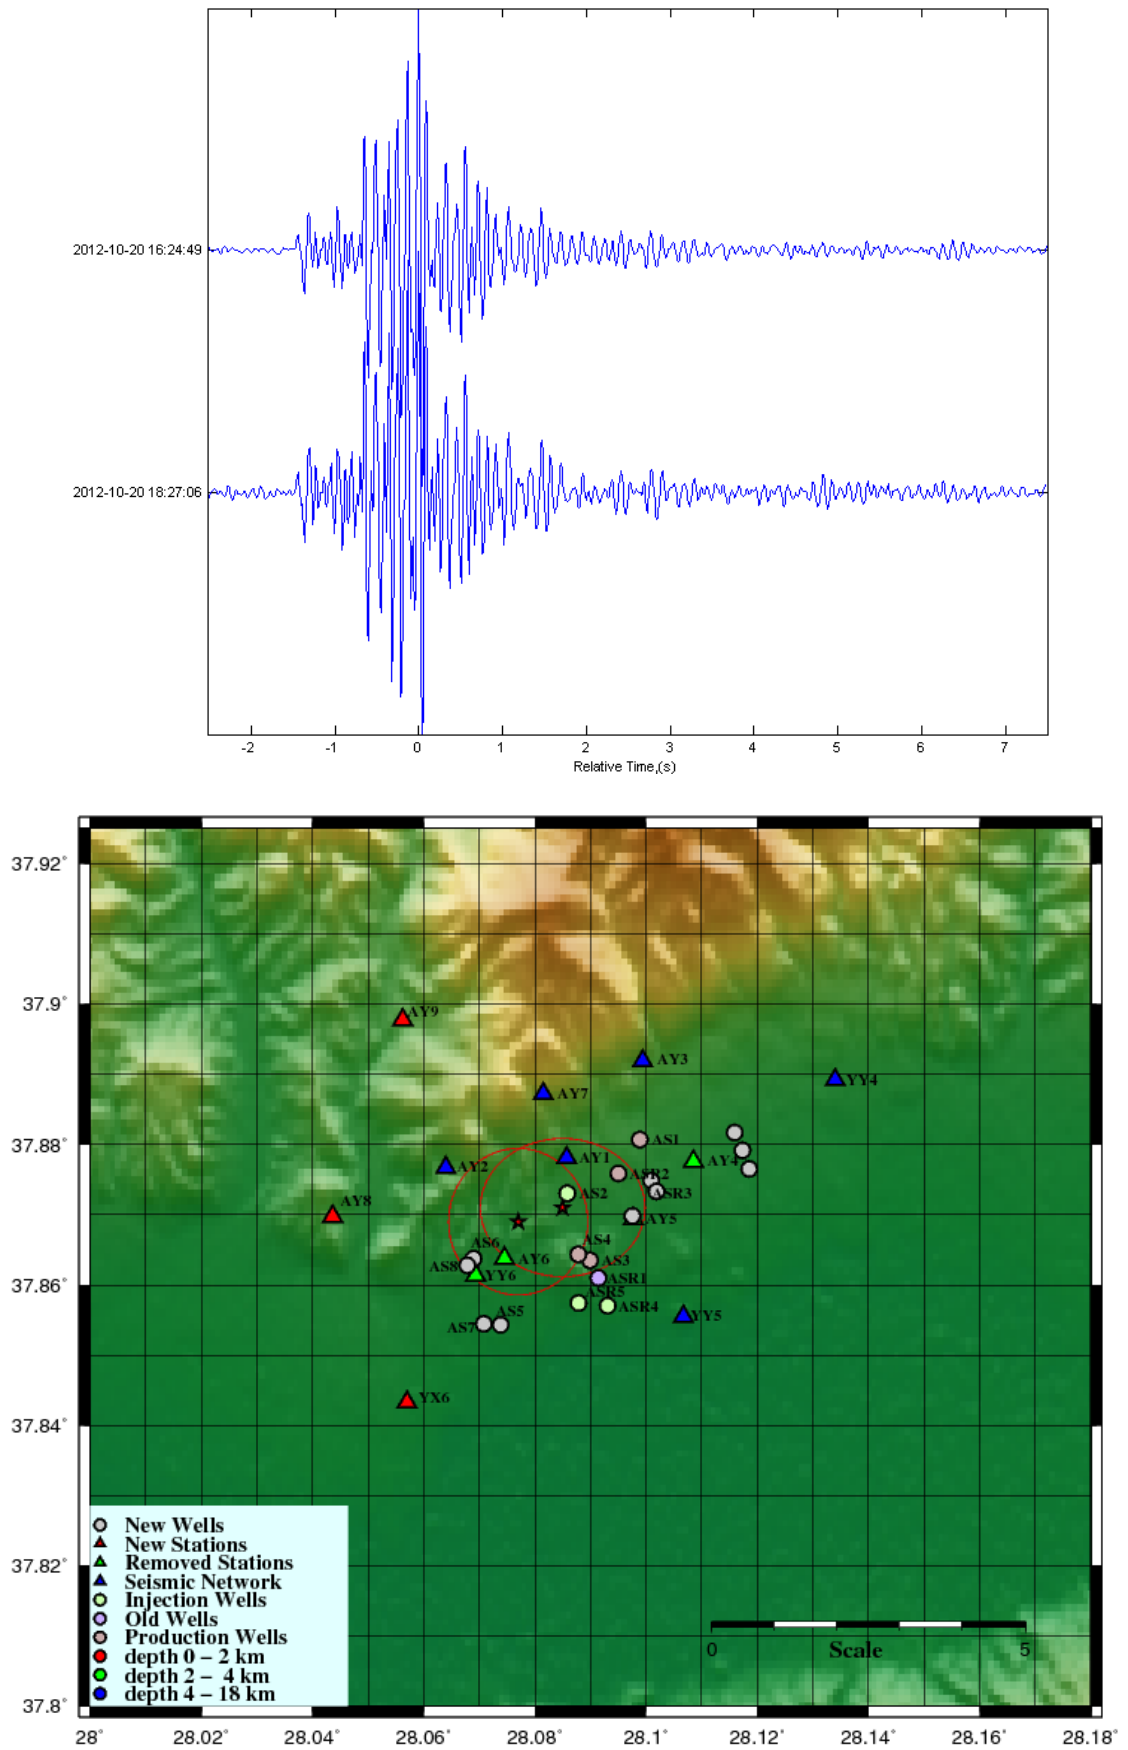 2012-10-20 16:24:49
2012-10-20 18:27:06
-2 -1 0 1 2 3 4 5 6 7
Relative Time,(s)
37.92°
37.9°
37.88°
37.86°
37.84°
37.82°
37.8°
AY9
AY3
YY4
AY7
AS1
AY1
AY4
AY2
ASR2
AS2
ASR3
AY8
AY5
AS6
AS4
AY6
AS3
AS8
YY6
ASR1
ASR5
ASR4
AS5
YY5
AS7
YX6
New Wells
New Stations
Removed Stations
Seismic Network
Injection Wells
Old Wells
Production Wells
depth 0 – 2 km
depth 2 – 4 km
depth 4 – 18 km
0 Scale 5
28° 28.02° 28.04° 28.06° 28.08° 28.1° 28.12° 28.14° 28.16° 28.18°